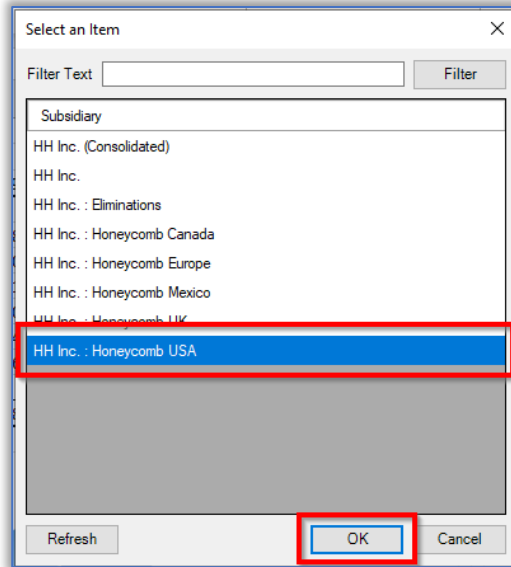 Select an Item
Filter Text Filter
Subsidiary
HH Inc. (Consolidated)
HH Inc.
HH Inc. : Eliminations
HH Inc. : Honeycomb Canada
HH Inc. : Honeycomb Europe
HH Inc. : Honeycomb Mexico
HH Inc. : Honeycomb UK
HH Inc. : Honeycomb USA
Refresh OK Cancel